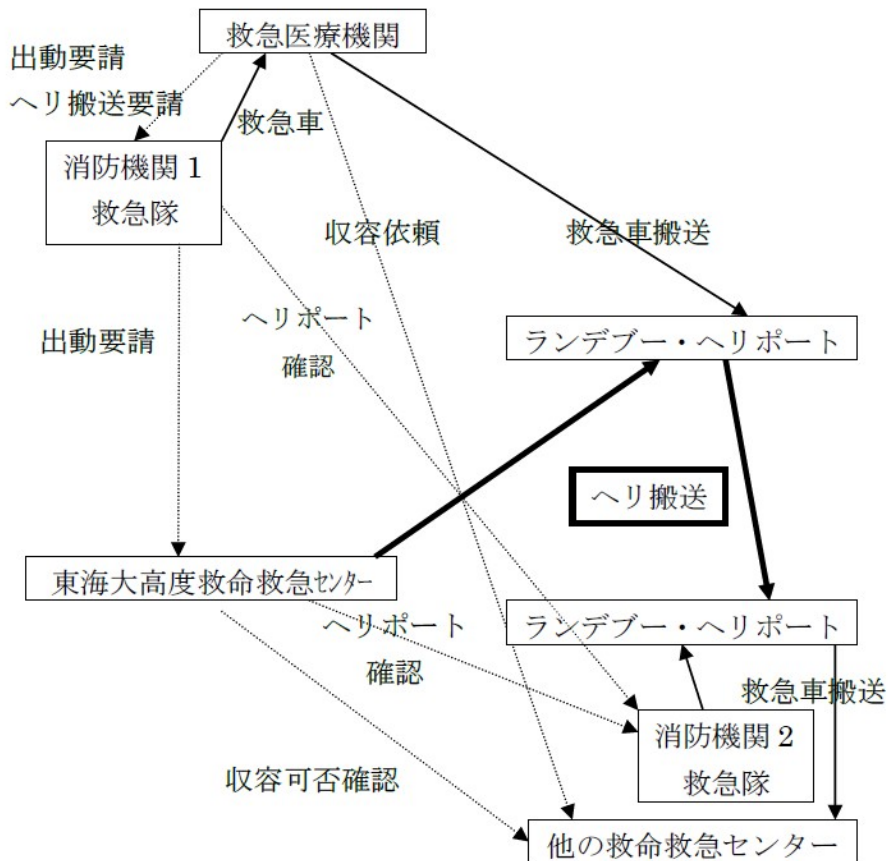 救急医療機関
出動要請
ヘリ搬送要請
救急車
消防機関1
救急隊
収容依頼
救急車搬送
出動要請
ヘリポート
確認
ランデブー・ヘリポート
ヘリ搬送
東海大高度救命救急ｾﾝﾀｰ
ヘリポート
確認
ランデブー・ヘリポート
救急車搬送
消防機関2
救急隊
収容可否確認
他の救命救急センター